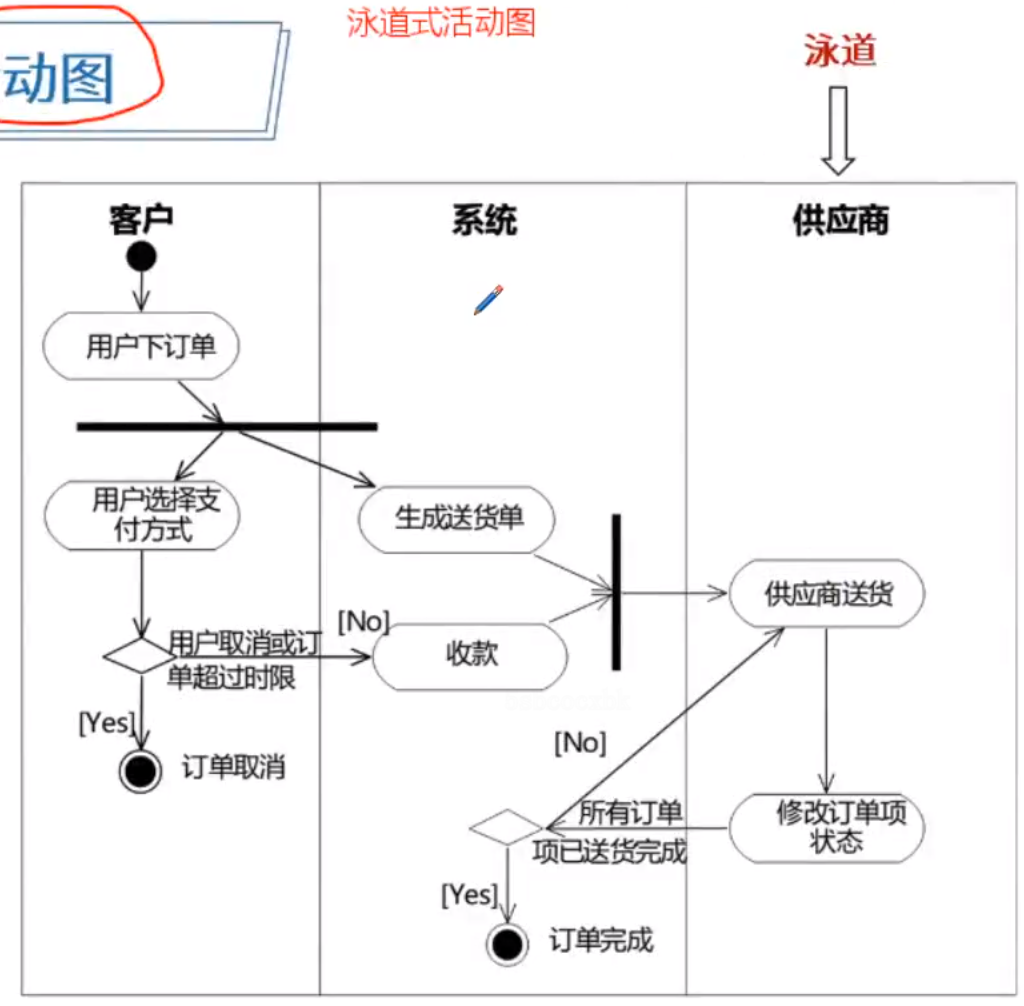 泳道式活动图
动图
泳道
客户
系统
供应商
用户下订单
用户选择支
付方式
生成送货单
供应商送货
[No]
用户取消或订
单超过时限
收款
[Yes]
订单取消
[No]
所有订单
项已送货完成
修改订单项
状态
[Yes]
订单完成